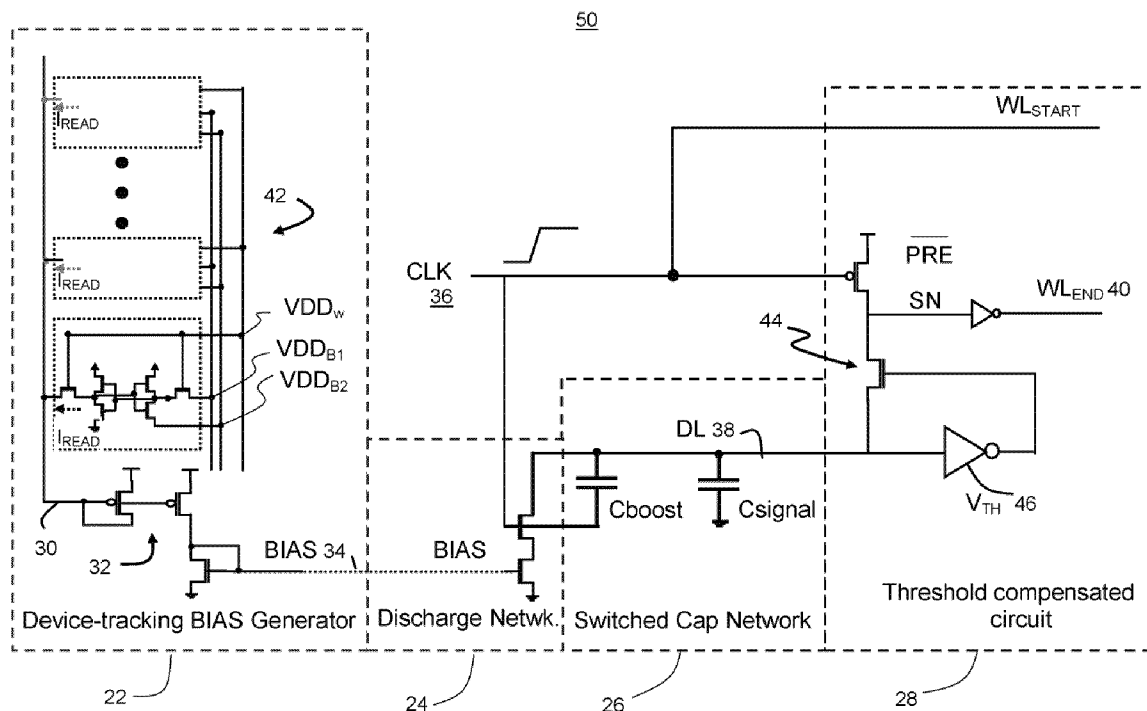 50
I_READ
42
I_READ
VDD_w
VDD_B1
VDD_B2
I_READ
30
32
BIAS 34
Device-tracking BIAS Generator
22
BIAS
Discharge Netwk.
24
CLK
36
Cboost
Csignal
DL 38
Switched Cap Network
26
WL_START
PRE
SN
WL_END 40
44
V_TH 46
Threshold compensated
circuit
28